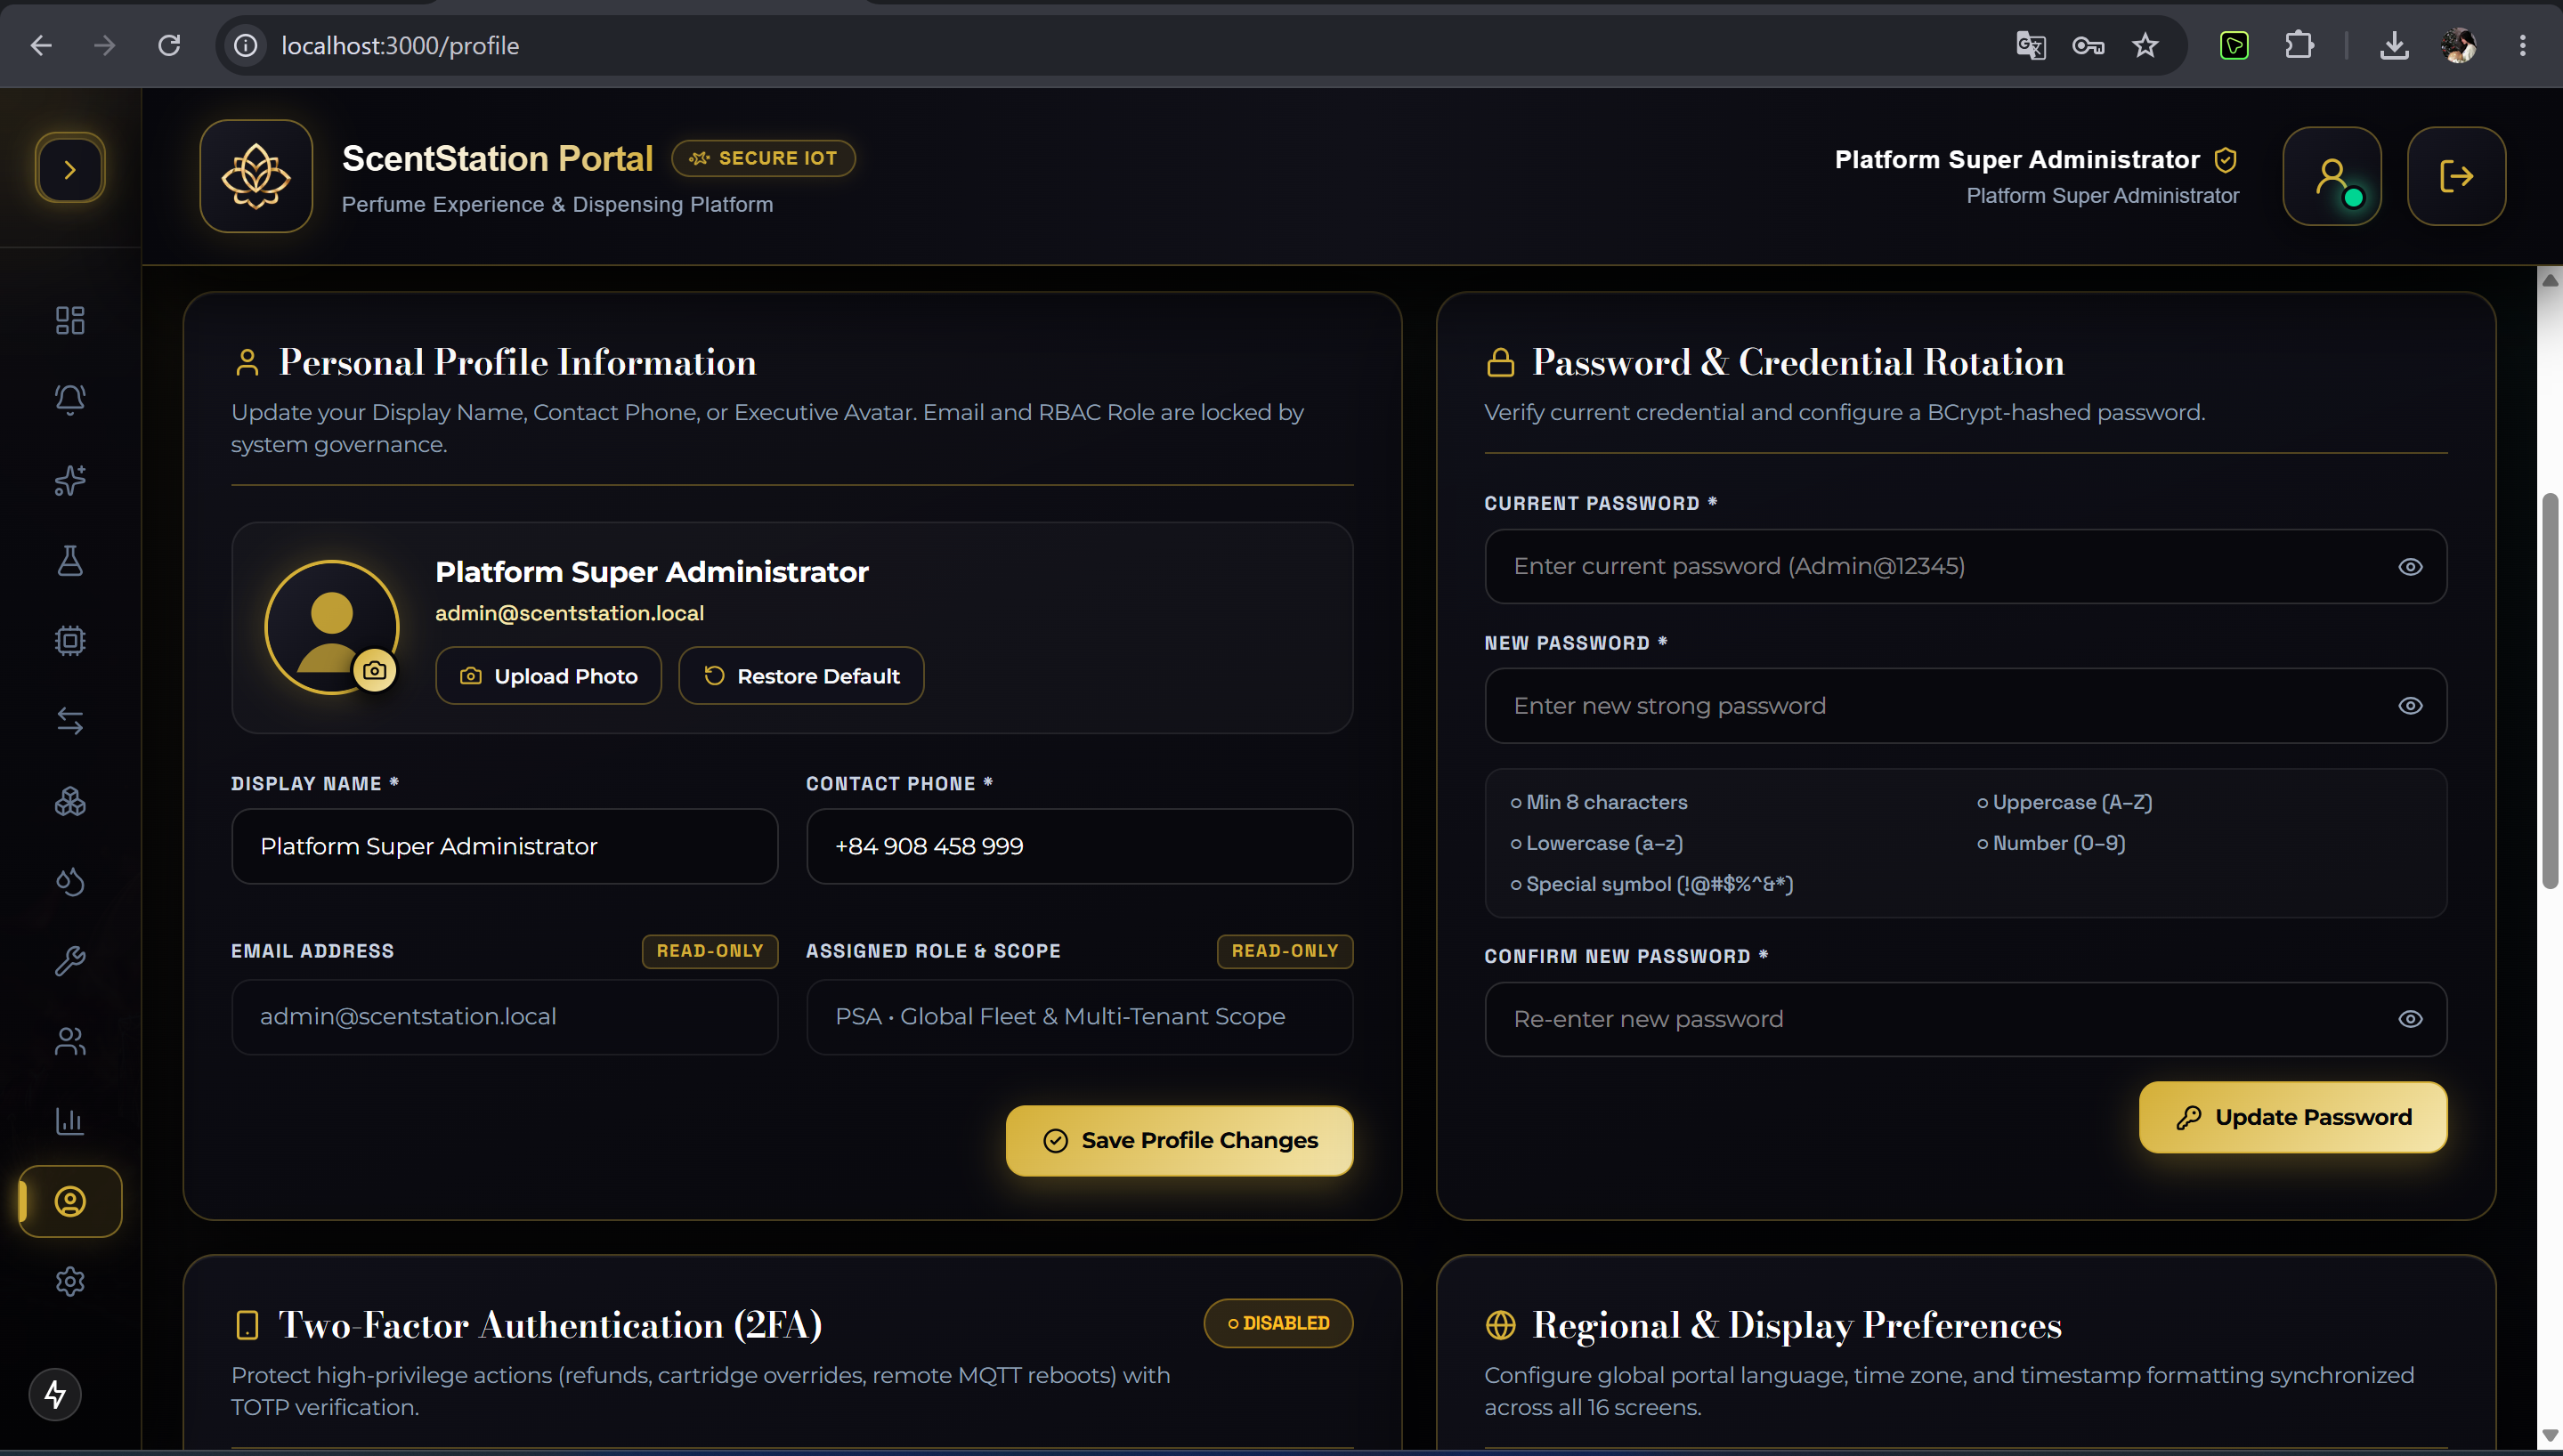 localhost:3000/profile
ScentStation Portal
SECURE IOT
Perfume Experience & Dispensing Platform
Platform Super Administrator
Platform Super Administrator
Personal Profile Information
Update your Display Name, Contact Phone, or Executive Avatar. Email and RBAC Role are locked by
system governance.
Platform Super Administrator
admin@scentstation.local
Upload Photo
Restore Default
DISPLAY NAME *
CONTACT PHONE *
Platform Super Administrator
+84 908 458 999
EMAIL ADDRESS
READ-ONLY
ASSIGNED ROLE & SCOPE
READ-ONLY
admin@scentstation.local
PSA • Global Fleet & Multi-Tenant Scope
Save Profile Changes
Password & Credential Rotation
Verify current credential and configure a BCrypt-hashed password.
CURRENT PASSWORD *
Enter current password (Admin@12345)
NEW PASSWORD *
Enter new strong password
○ Min 8 characters
○ Uppercase (A-Z)
○ Lowercase (a-z)
○ Number (0-9)
○ Special symbol (!@#$%^&*)
CONFIRM NEW PASSWORD *
Re-enter new password
Update Password
Two-Factor Authentication (2FA)
○ DISABLED
Protect high-privilege actions (refunds, cartridge overrides, remote MQTT reboots) with
TOTP verification.
Regional & Display Preferences
Configure global portal language, time zone, and timestamp formatting synchronized
across all 16 screens.